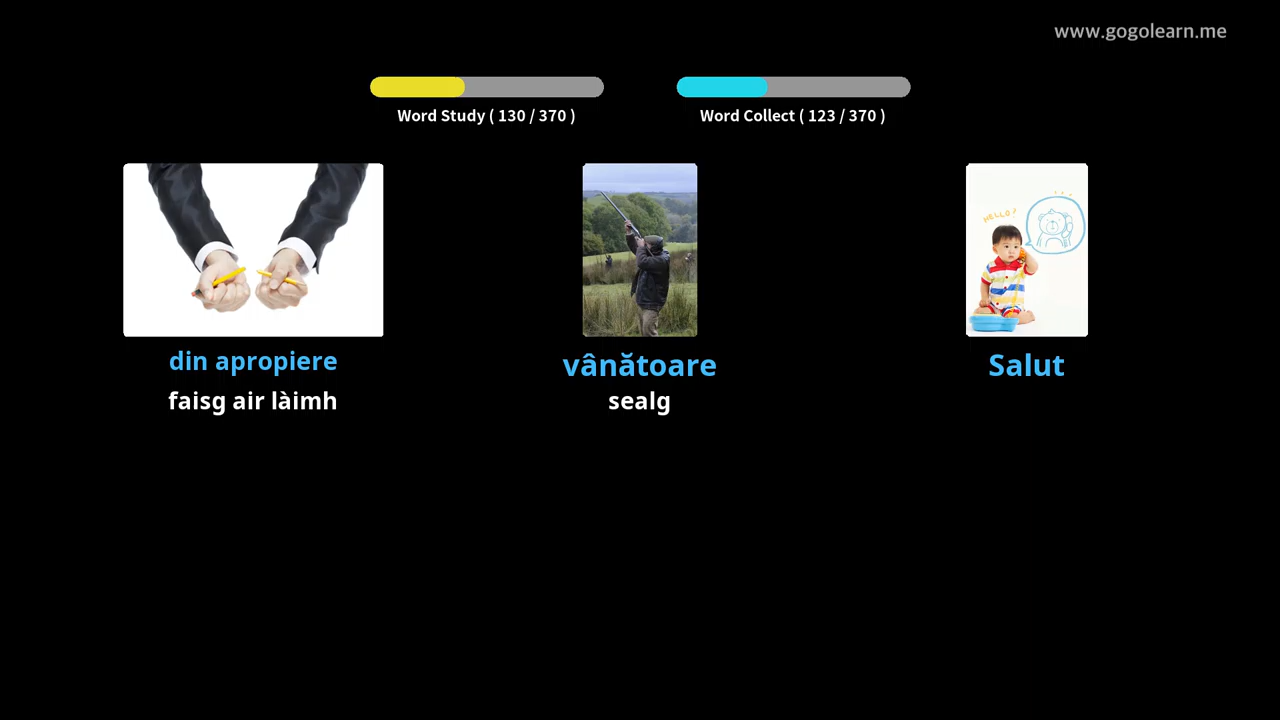 www.gogolearn.me
Word Study ( 130 / 370 )
Word Collect ( 123 / 370 )
HELLO?
din apropiere
vânătoare
Salut
faisg air làimh
sealg